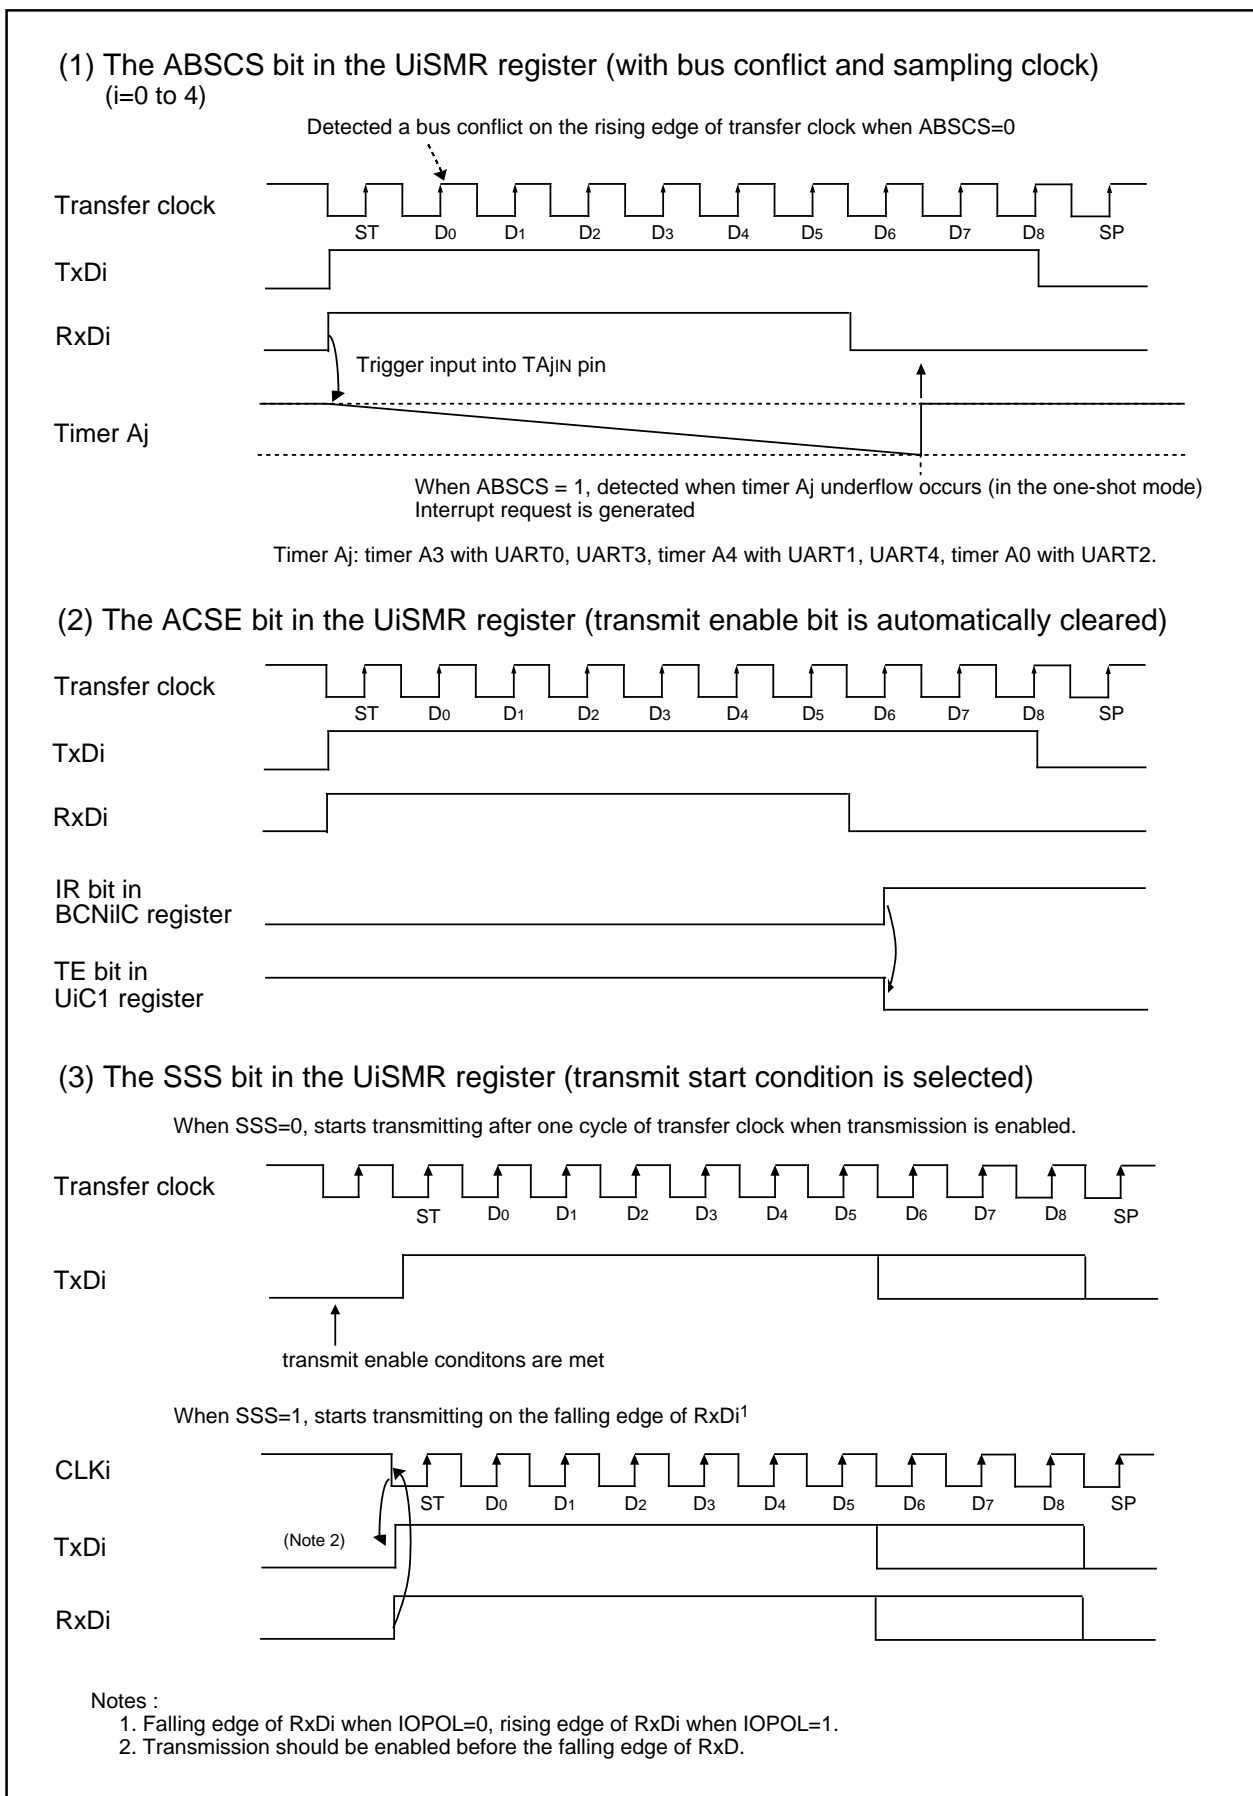 (1) The ABSCS bit in the UiSMR register (with bus conflict and sampling clock)
(i=0 to 4)
Detected a bus conflict on the rising edge of transfer clock when ABSCS=0
Transfer clock
ST D0 D1 D2 D3 D4 D5 D6 D7 D8 SP
TxDi
RxDi
Trigger input into TAjIN pin
Timer Aj
When ABSCS = 1, detected when timer Aj underflow occurs (in the one-shot mode)
Interrupt request is generated
Timer Aj: timer A3 with UART0, UART3, timer A4 with UART1, UART4, timer A0 with UART2.
(2) The ACSE bit in the UiSMR register (transmit enable bit is automatically cleared)
Transfer clock
ST D0 D1 D2 D3 D4 D5 D6 D7 D8 SP
TxDi
RxDi
IR bit in
BCNilC register
TE bit in
UiC1 register
(3) The SSS bit in the UiSMR register (transmit start condition is selected)
When SSS=0, starts transmitting after one cycle of transfer clock when transmission is enabled.
Transfer clock
ST D0 D1 D2 D3 D4 D5 D6 D7 D8 SP
TxDi
transmit enable conditons are met
When SSS=1, starts transmitting on the falling edge of RxDi1
CLKi
ST D0 D1 D2 D3 D4 D5 D6 D7 D8 SP
TxDi
(Note 2)
RxDi
Notes :
1. Falling edge of RxDi when IOPOL=0, rising edge of RxDi when IOPOL=1.
2. Transmission should be enabled before the falling edge of RxD.